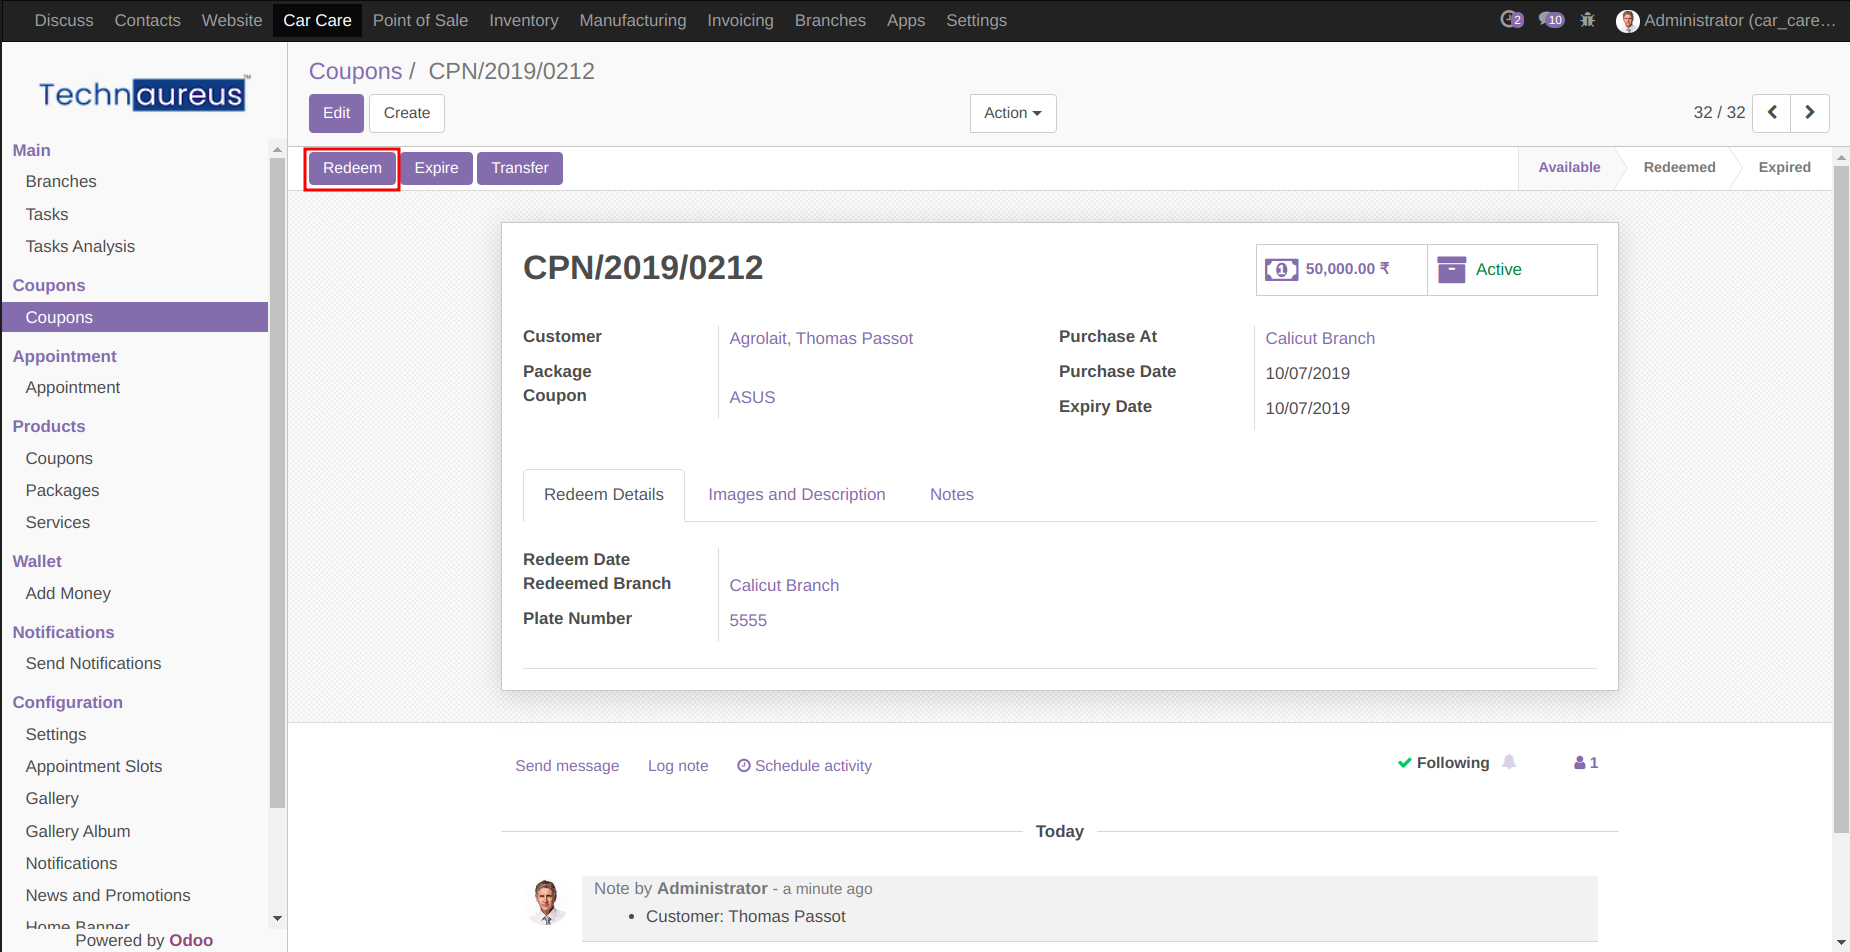 Discuss Contacts Website Car Care Point of Sale Inventory Manufacturing Invoicing Branches Apps Settings 2 10 Administrator (car_care...
Technaureus™
Main
Branches
Tasks
Tasks Analysis
Coupons
Coupons
Appointment
Appointment
Products
Coupons
Packages
Services
Wallet
Add Money
Notifications
Send Notifications
Configuration
Settings
Appointment Slots
Gallery
Gallery Album
Notifications
News and Promotions
Home Banner
Powered by Odoo
Coupons / CPN/2019/0212
Edit Create Action 32 / 32
Redeem Expire Transfer Available Redeemed Expired
CPN/2019/0212
1 50,000.00 ₹ Active
Customer Agrolait, Thomas Passot Purchase At Calicut Branch
Package Purchase Date 10/07/2019
Coupon ASUS Expiry Date 10/07/2019
Redeem Details Images and Description Notes
Redeem Date
Redeemed Branch Calicut Branch
Plate Number 5555
Send message Log note Schedule activity Following 1
Today
Note by Administrator - a minute ago
• Customer: Thomas Passot